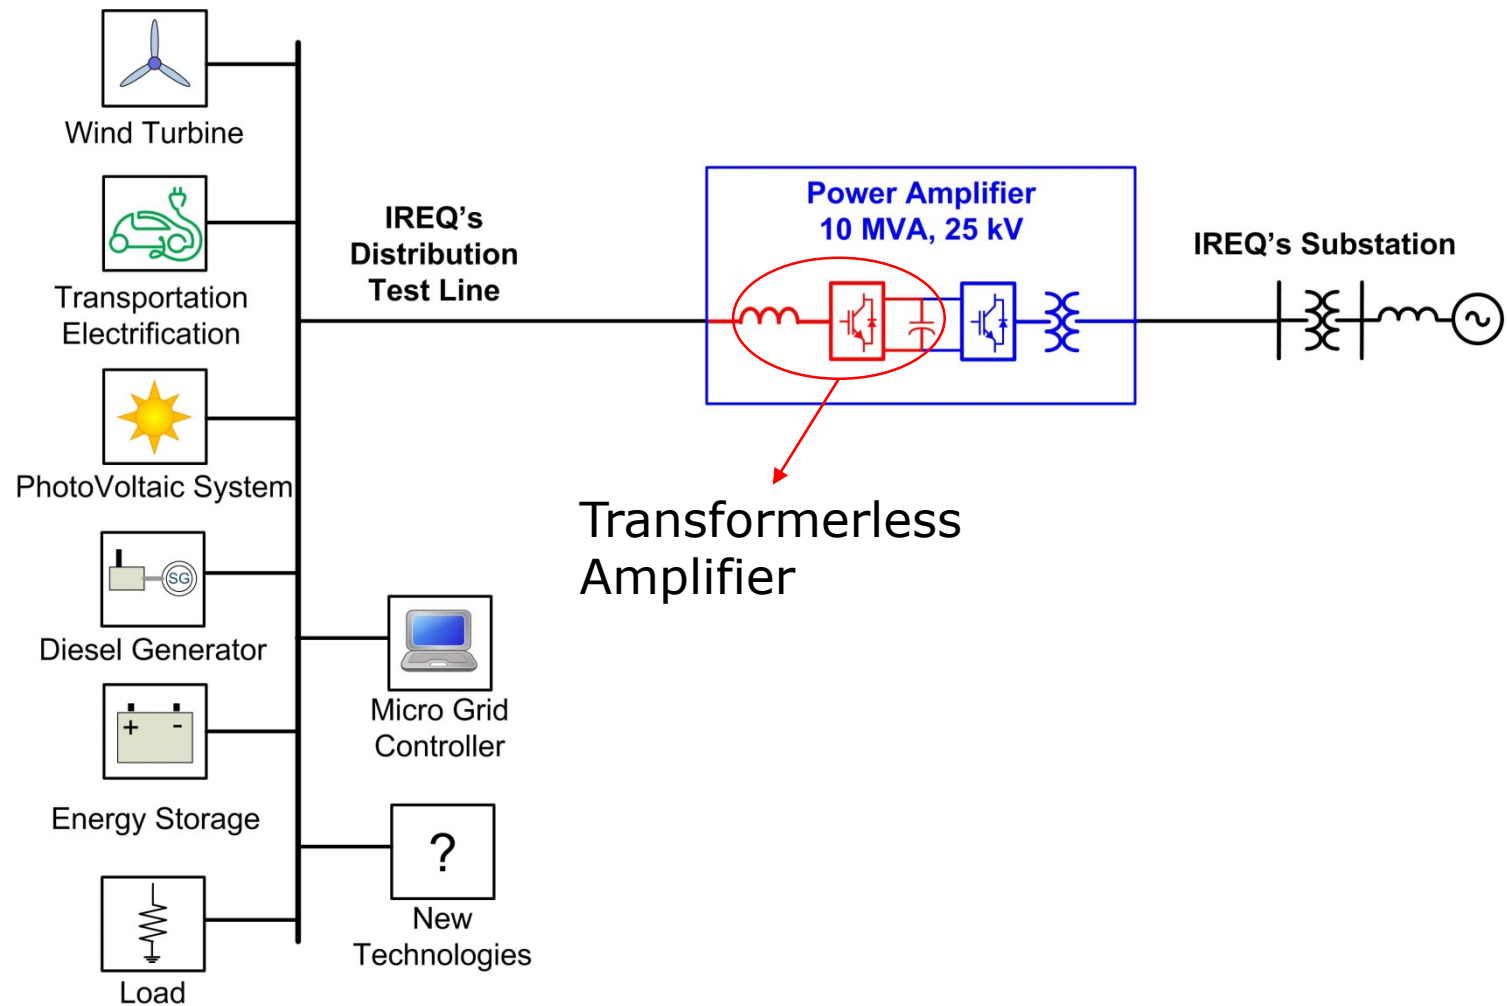 Wind Turbine
Transportation
Electrification
PhotoVoltaic System
SG
Diesel Generator
+ -
Energy Storage
Load
IREQ's
Distribution
Test Line
Micro Grid
Controller
?
New
Technologies
Power Amplifier
10 MVA, 25 kV
Transformerless
Amplifier
IREQ's Substation